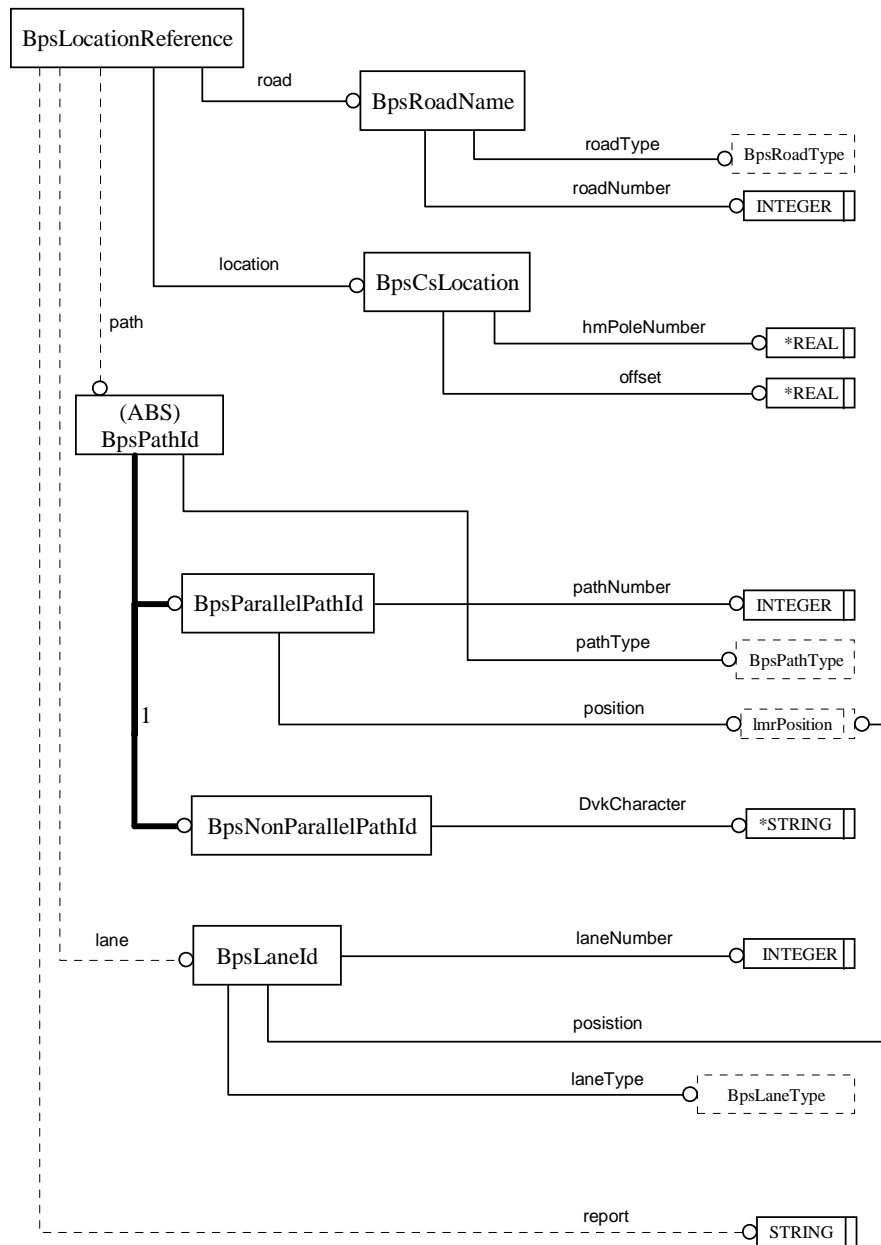 BpsLocationReference
road
BpsRoadName
roadType
BpsRoadType
roadNumber
INTEGER
location
BpsCsLocation
hmPoleNumber
*REAL
path
offset
*REAL
(ABS)
BpsPathId
BpsParallelPathId
pathNumber
INTEGER
pathType
BpsPathType
1
position
lmrPosition
BpsNonParallelPathId
DvkCharacter
*STRING
lane
BpsLaneId
laneNumber
INTEGER
posistion
laneType
BpsLaneType
report
STRING